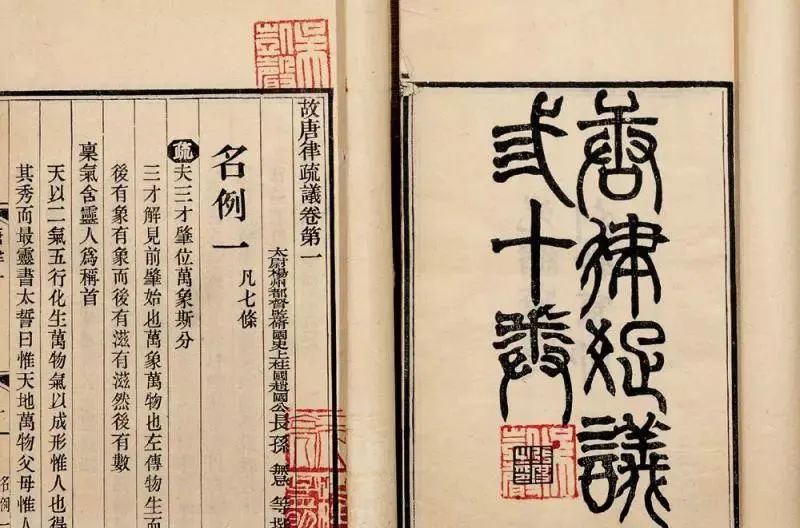 唐律疏議
弎十卷
吳凱聲
故唐律疏議卷第一
太尉揚州都督監脩國史上柱國趙國公長孫無忌等撰
名例一 凡七條
疏夫三才肇位萬象斯分
三才解見前肇始也萬象萬物也左傳物生而
後有象有象而後有滋有滋然後有數
稟氣含靈人爲稱首
天以二氣五行化生萬物氣以成形惟人也得
其秀而最靈書太誓曰惟天地萬物父母惟人
名例一